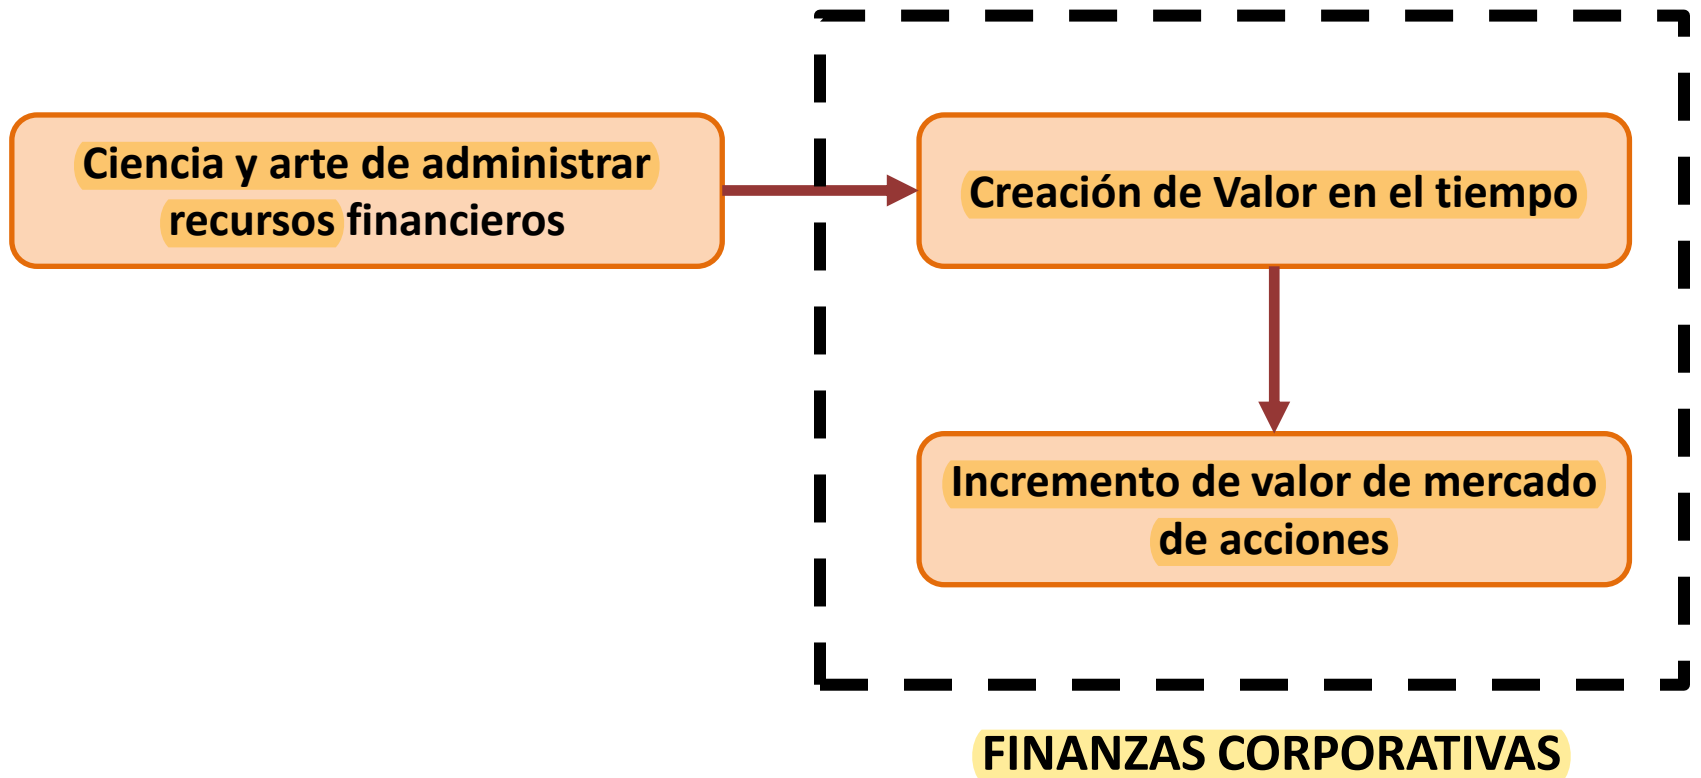 Ciencia y arte de administrar
recursos financieros
Creación de Valor en el tiempo
Incremento de valor de mercado
de acciones
FINANZAS CORPORATIVAS